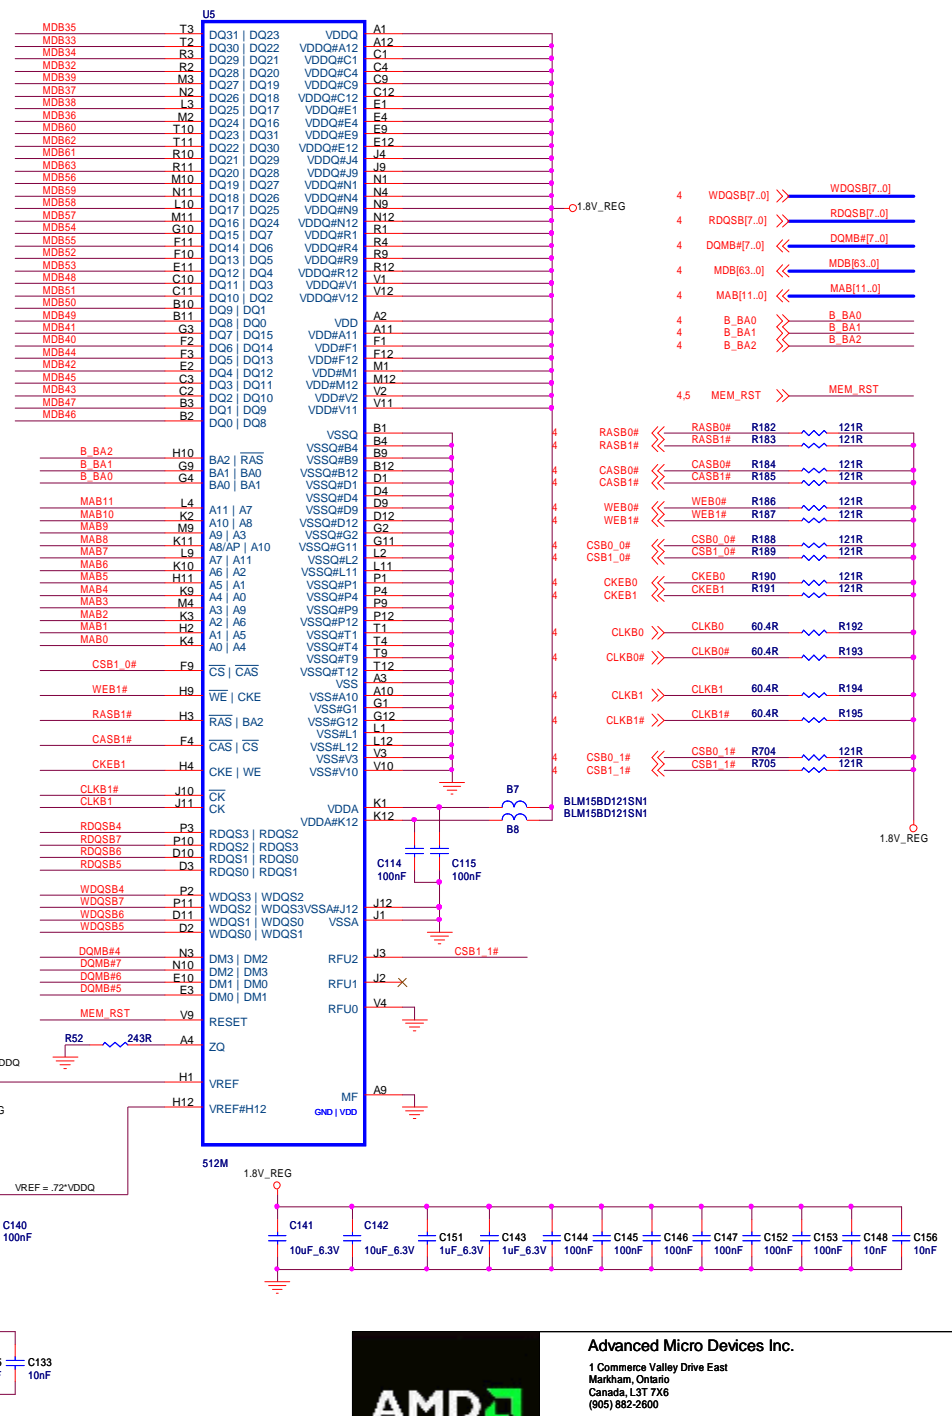 U5
MDB35 T3 DQ31 | DQ23 VDDQ A1
MDB33 T2 DQ30 | DQ22 VDDQ#A12 A12
MDB34 R3 DQ29 | DQ21 VDDQ#C1 C1
MDB32 R2 DQ28 | DQ20 VDDQ#C4 C4
MDB39 M3 DQ27 | DQ19 VDDQ#C9 C9
MDB37 N2 DQ26 | DQ18 VDDQ#C12 C12
MDB38 L3 DQ25 | DQ17 VDDQ#E1 E1
MDB36 M2 DQ24 | DQ16 VDDQ#E4 E4
MDB60 T10 DQ23 | DQ31 VDDQ#E9 E9
MDB62 T11 DQ22 | DQ30 VDDQ#E12 E12
MDB61 R10 DQ21 | DQ29 VDDQ#J4 J4
MDB63 R11 DQ20 | DQ28 VDDQ#J9 J9
MDB56 M10 DQ19 | DQ27 VDDQ#N1 N1
MDB59 N11 DQ18 | DQ26 VDDQ#N4 N4
MDB58 L10 DQ17 | DQ25 VDDQ#N9 N9
MDB57 M11 DQ16 | DQ24 VDDQ#N12 N12
MDB54 G10 DQ15 | DQ7 VDDQ#R1 R1
MDB55 F11 DQ14 | DQ6 VDDQ#R4 R4
MDB52 F10 DQ13 | DQ5 VDDQ#R9 R9
MDB53 E11 DQ12 | DQ4 VDDQ#R12 R12
MDB48 C10 DQ11 | DQ3 VDDQ#V1 V1
MDB51 C11 DQ10 | DQ2 VDDQ#V12 V12
MDB50 B10 DQ9 | DQ1
MDB49 B11 DQ8 | DQ0 VDD A2
MDB41 G3 DQ7 | DQ15 VDD#A11 A11
MDB40 F2 DQ6 | DQ14 VDD#F1 F1
MDB44 F3 DQ5 | DQ13 VDD#F12 F12
MDB42 E2 DQ4 | DQ12 VDD#M1 M1
MDB45 C3 DQ3 | DQ11 VDD#M12 M12
MDB43 C2 DQ2 | DQ10 VDD#V2 V2
MDB47 B3 DQ1 | DQ9 VDD#V11 V11
MDB46 B2 DQ0 | DQ8
1.8V_REG
VSSQ B1
VSSQ#B4 B4
B_BA2 H10 BA2 | RAS VSSQ#B9 B9
B_BA1 G9 BA1 | BA0 VSSQ#B12 B12
B_BA0 G4 BA0 | BA1 VSSQ#D1 D1
VSSQ#D4 D4
MAB11 L4 A11 | A7 VSSQ#D9 D9
MAB10 K2 A10 | A8 VSSQ#D12 D12
MAB9 M9 A9 | A3 VSSQ#G2 G2
MAB8 K11 A8/AP | A10 VSSQ#G11 G11
MAB7 L9 A7 | A11 VSSQ#L2 L2
MAB6 K10 A6 | A2 VSSQ#L11 L11
MAB5 H11 A5 | A1 VSSQ#P1 P1
MAB4 K9 A4 | A0 VSSQ#P4 P4
MAB3 M4 A3 | A9 VSSQ#P9 P9
MAB2 K3 A2 | A6 VSSQ#P12 P12
MAB1 H2 A1 | A5 VSSQ#T1 T1
MAB0 K4 A0 | A4 VSSQ#T4 T4
VSSQ#T9 T9
CSB1_0# F9 CS | CAS VSSQ#T12 T12
VSS A3
WEB1# H9 WE | CKE VSS#A10 A10
VSS#G1 G1
RASB1# H3 RAS | BA2 VSS#G12 G12
VSS#L1 L1
CASB1# F4 CAS | CS VSS#L12 L12
VSS#V3 V3
CKEB1 H4 CKE | WE VSS#V10 V10
CLKB1# J10 CK
CLKB1 J11 CK VDDA K1 B7 BLM15BD121SN1
VDDA#K12 K12 B8 BLM15BD121SN1
RDQSB4 P3 RDQS3 | RDQS2
RDQSB7 P10 RDQS2 | RDQS3
RDQSB6 D10 RDQS1 | RDQS0
RDQSB5 D3 RDQS0 | RDQS1
C114 C115
100nF 100nF
WDQSB4 P2 WDQS3 | WDQS2
WDQSB7 P11 WDQS2 | WDQS3 VSSA#J12 J12
WDQSB6 D11 WDQS1 | WDQS0 VSSA J1
WDQSB5 D2 WDQS0 | WDQS1
DQMB#4 N3 DM3 | DM2 RFU2 J3 CSB1_1#
DQMB#7 N10 DM2 | DM3
DQMB#6 E10 DM1 | DM0 RFU1 J2
DQMB#5 E3 DM0 | DM1
RFU0 V4
MEM_RST V9 RESET
R52 243R A4 ZQ
DDQ
H1 VREF
MF A9
H12 VREF#H12
GND | VDD
512M
VREF = .72*VDDQ
4 WDQSB[7..0] WDQSB[7..0]
4 RDQSB[7..0] RDQSB[7..0]
4 DQMB#[7..0] DQMB#[7..0]
4 MDB[63..0] MDB[63..0]
4 MAB[11..0] MAB[11..0]
4 B_BA0 B_BA0
4 B_BA1 B_BA1
4 B_BA2 B_BA2
4,5 MEM_RST MEM_RST
4 RASB0# RASB0# R182 121R
4 RASB1# RASB1# R183 121R
4 CASB0# CASB0# R184 121R
4 CASB1# CASB1# R185 121R
4 WEB0# WEB0# R186 121R
4 WEB1# WEB1# R187 121R
4 CSB0_0# CSB0_0# R188 121R
4 CSB1_0# CSB1_0# R189 121R
4 CKEB0 CKEB0 R190 121R
4 CKEB1 CKEB1 R191 121R
4 CLKB0 CLKB0 60.4R R192
4 CLKB0# CLKB0# 60.4R R193
4 CLKB1 CLKB1 60.4R R194
4 CLKB1# CLKB1# 60.4R R195
4 CSB0_1# CSB0_1# R704 121R
4 CSB1_1# CSB1_1# R705 121R
1.8V_REG
1.8V_REG
C140 C141 C142 C151 C143 C144 C145 C146 C147 C152 C153 C148 C156
100nF 10uF_6.3V 10uF_6.3V 1uF_6.3V 1uF_6.3V 100nF 100nF 100nF 100nF 100nF 100nF 10nF 10nF
C133
10nF
AMD
Advanced Micro Devices Inc.
1 Commerce Valley Drive East
Markham, Ontario
Canada, L3T 7X6
(905) 882-2600